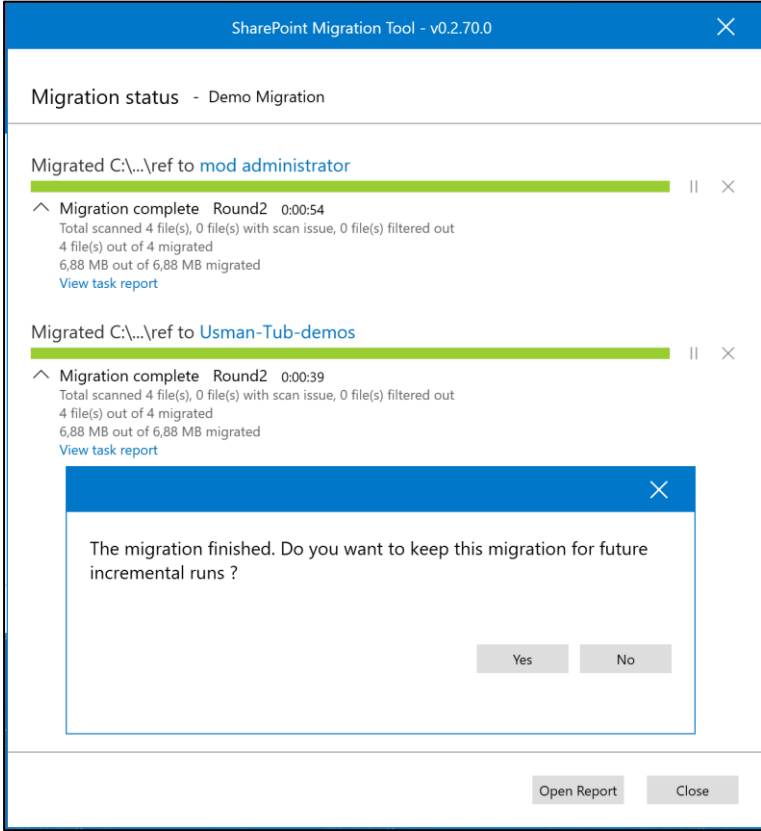 SharePoint Migration Tool - v0.2.70.0
Migration status - Demo Migration
Migrated C:\...\ref to mod administrator
Migration complete Round2 0:00:54
Total scanned 4 file(s), 0 file(s) with scan issue, 0 file(s) filtered out
4 file(s) out of 4 migrated
6,88 MB out of 6,88 MB migrated
View task report
Migrated C:\...\ref to Usman-Tub-demos
Migration complete Round2 0:00:39
Total scanned 4 file(s), 0 file(s) with scan issue, 0 file(s) filtered out
4 file(s) out of 4 migrated
6,88 MB out of 6,88 MB migrated
View task report
The migration finished. Do you want to keep this migration for future
incremental runs ?
Yes No
Open Report Close